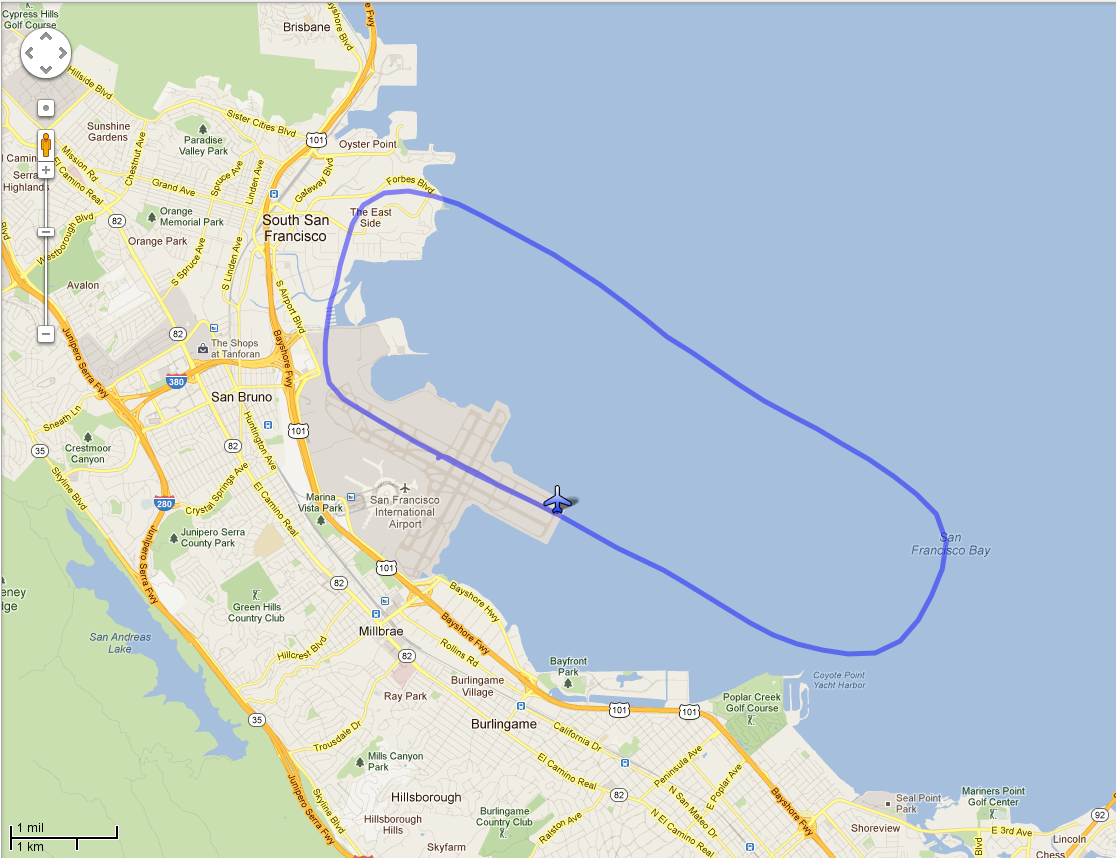 Cypress Hills
Golf Course
Brisbane
Bayshore Blvd
Hillside Blvd
Sister Cities Blvd
101
Oyster Point
Sunshine
Gardens
Paradise
Valley Park
Chestnut Ave
Mission Rd
El Camino Real
Serra
Highlands
Grand Ave
Spruce Ave
Linden Ave
Gateway Blvd
Forbes Blvd
The East
Side
Orange
Memorial Park
South San
Francisco
82
Westborough Blvd
Orange Park
S Spruce Ave
S Linden Ave
S Airport Blvd
Avalon
82
The Shops
at Tanforan
Bayshore Fwy
Junipero Serra Fwy
380
San Bruno
Sneath Ln
Huntington Ave
101
35
Crestmoor
Canyon
82
Skyline Blvd
Crystal Springs Ave
280
El Camino Real
Marina
Vista Park
San Francisco
International
Airport
Junipero Serra
County Park
Junipero Serra Fwy
San
Francisco Bay
101
82
Green Hills
Country Club
Bayshore Hwy
Bayshore Fwy
San Andreas
Lake
Millbrae
Hillcrest Blvd
Rollins Rd
82
Bayfront
Park
Burlingame
Village
Ray Park
Coyote Point
Yacht Harbor
Poplar Creek
Golf Course
101
101
35
Burlingame
California Dr
Trousdale Dr
Mills Canyon
Park
El Camino Real
Peninsula Ave
E Poplar Ave
N San Mateo Dr
N El Camino Real
82
Hillsborough
Hillsborough
Hills
Junipero Serra Fwy
Skyline Blvd
Burlingame
Country Club
Ralston Ave
Skyfarm
Bayshore Fwy
Seal Point
Park
Mariners Point
Golf Center
92
Shoreview
E 3rd Ave
Lincoln
Chess
1 mil
1 km